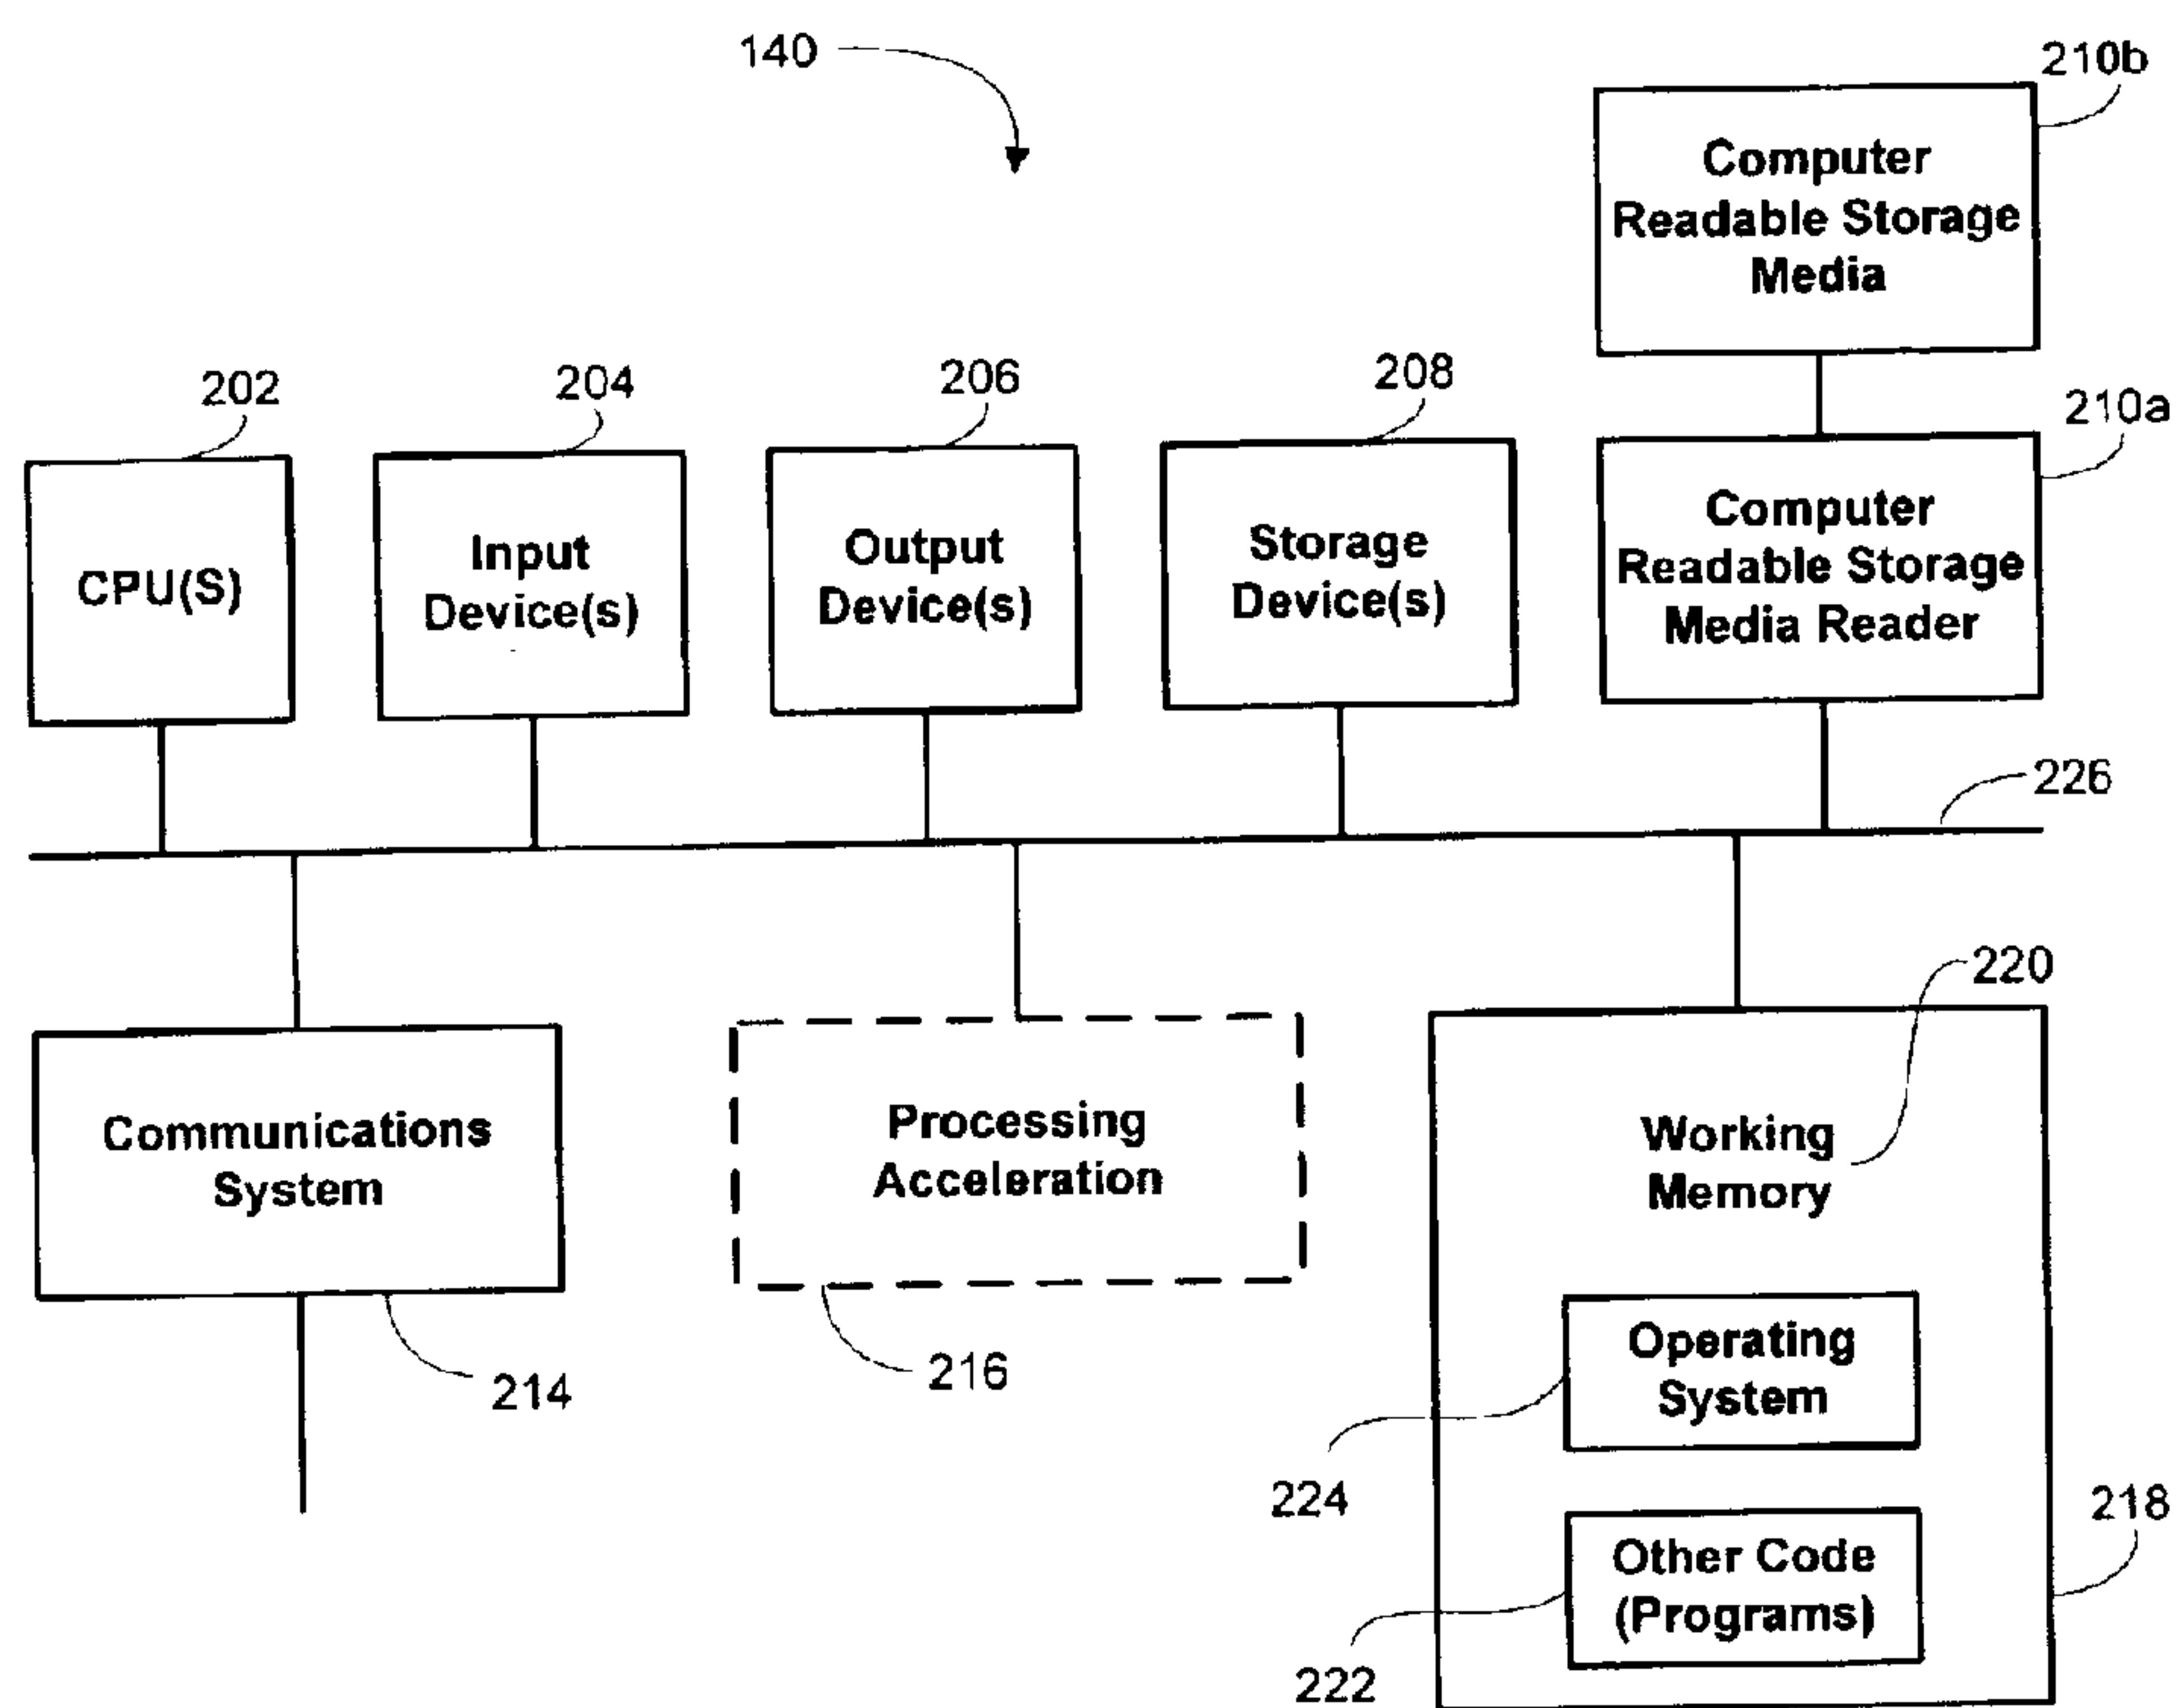 140
210b
Computer
Readable Storage
Media
202
204
206
208
210a
CPU(S)
Input
Device(s)
Output
Device(s)
Storage
Device(s)
Computer
Readable Storage
Media Reader
226
220
Communications
System
214
Processing
Acceleration
216
Working
Memory
Operating
System
224
218
Other Code
(Programs)
222